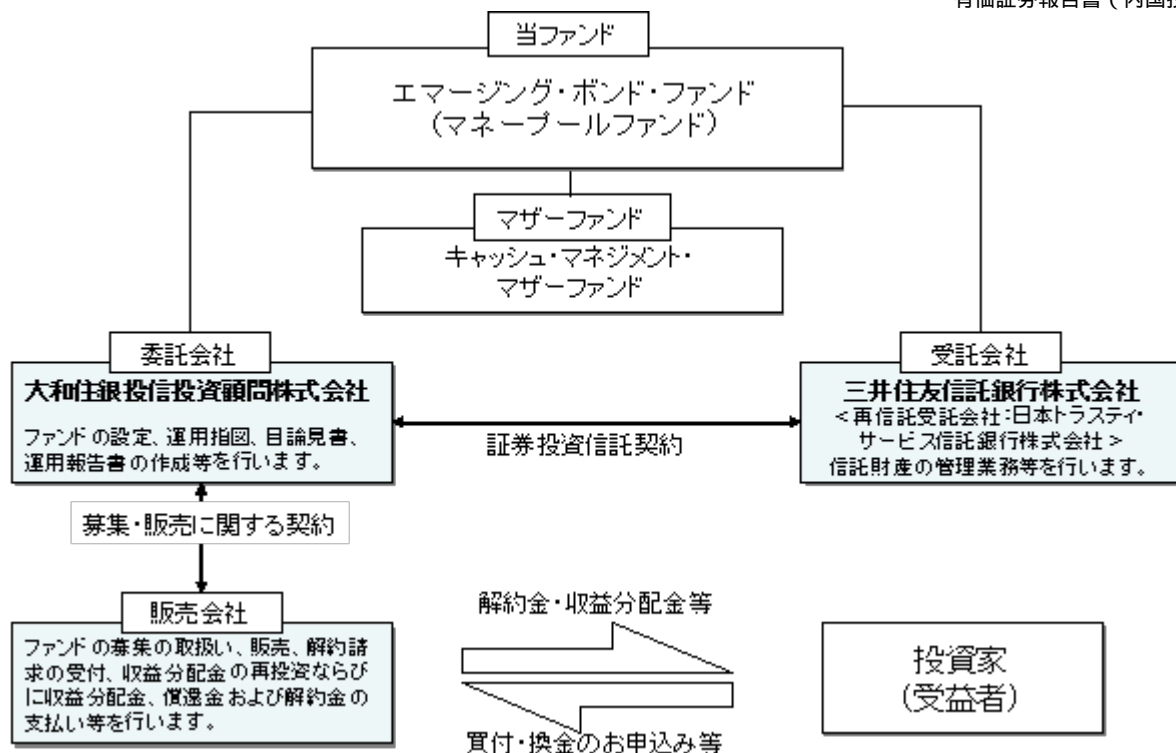 有価証券報告書(内国投
当ファンド
エマージング・ボンド・ファンド
(マネープールファンド)
マザーファンド
キャッシュ・マネジメント・
マザーファンド
委託会社
大和住銀投信投資顧問株式会社
ファンドの設定、運用指図、目論見書、
運用報告書の作成等を行います。
証券投資信託契約
受託会社
三井住友信託銀行株式会社
<再信託受託会社:日本トラスティ・
サービス信託銀行株式会社>
信託財産の管理業務等を行います。
募集・販売に関する契約
販売会社
ファンドの募集の取扱い、販売、解約請
求の受付、収益分配金の再投資ならび
に収益分配金、償還金および解約金の
支払い等を行います。
解約金・収益分配金等
買付・換金のお申込み等
投資家
(受益者)